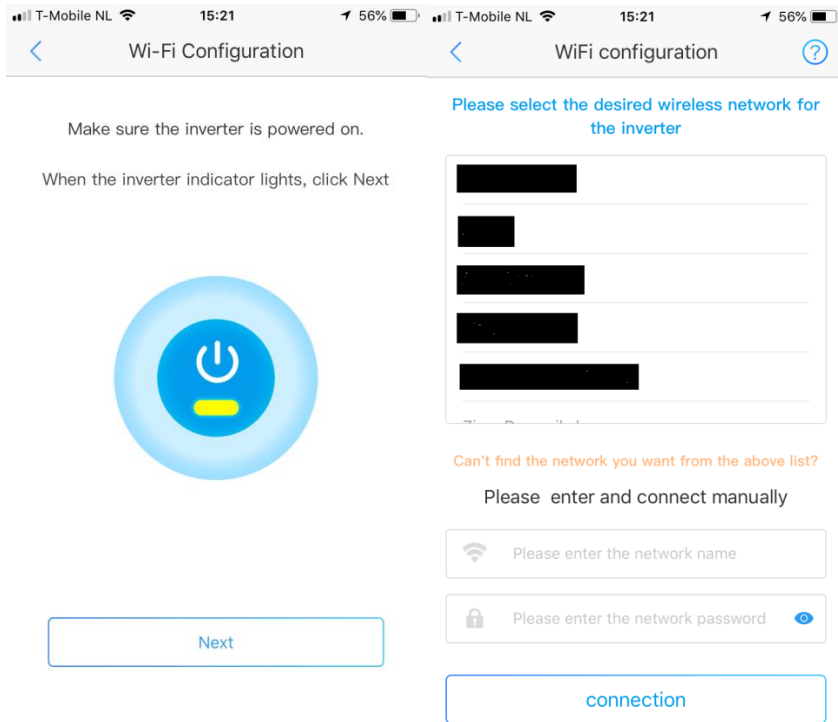 T-Mobile NL 15:21 56%
Wi-Fi Configuration
Make sure the inverter is powered on.
When the inverter indicator lights, click Next
Next
T-Mobile NL 15:21 56%
WiFi configuration ?
Please select the desired wireless network for
the inverter
Can't find the network you want from the above list?
Please enter and connect manually
Please enter the network name
Please enter the network password
connection